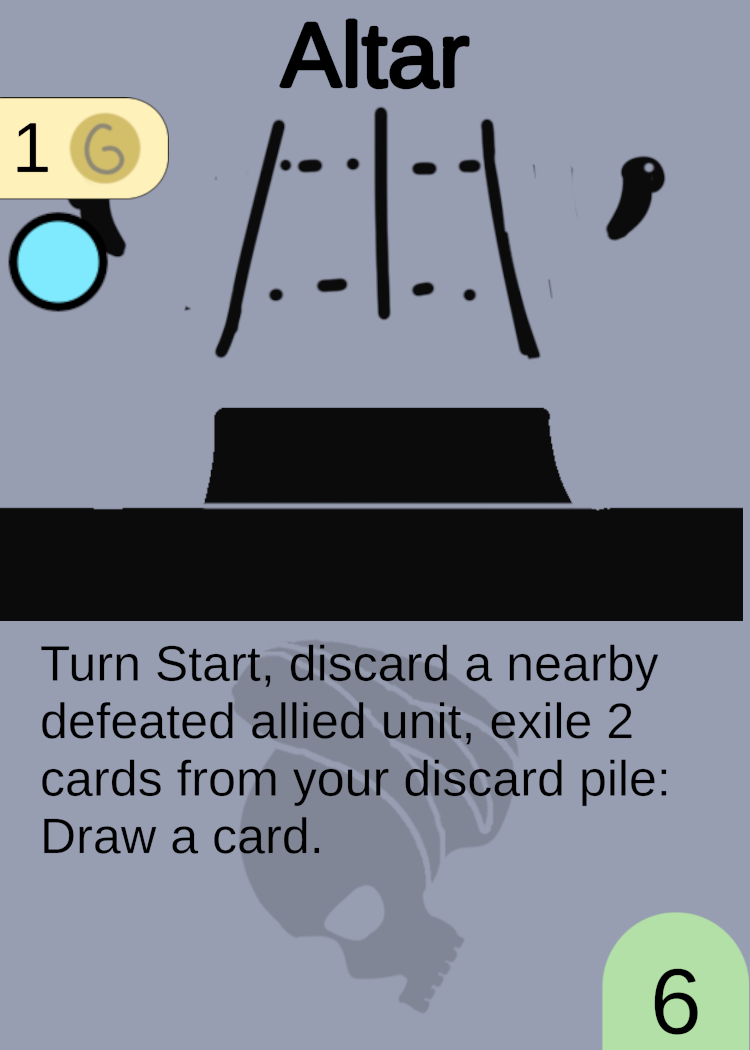 Altar
1 G
Turn Start, discard a nearby
defeated allied unit, exile 2
cards from your discard pile:
Draw a card.
6